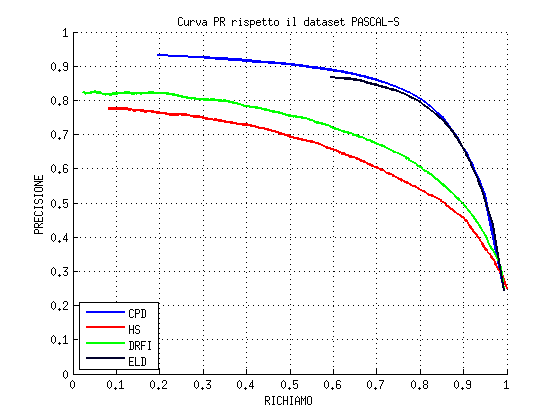 Curva PR rispetto il dataset PASCAL-S
1
0.9
0.8
0.7
0.6
0.5
0.4
0.3
0.2
0.1
0
PRECISIONE
CPD
HS
DRFI
ELD
0 0.1 0.2 0.3 0.4 0.5 0.6 0.7 0.8 0.9 1
RICHIAMO